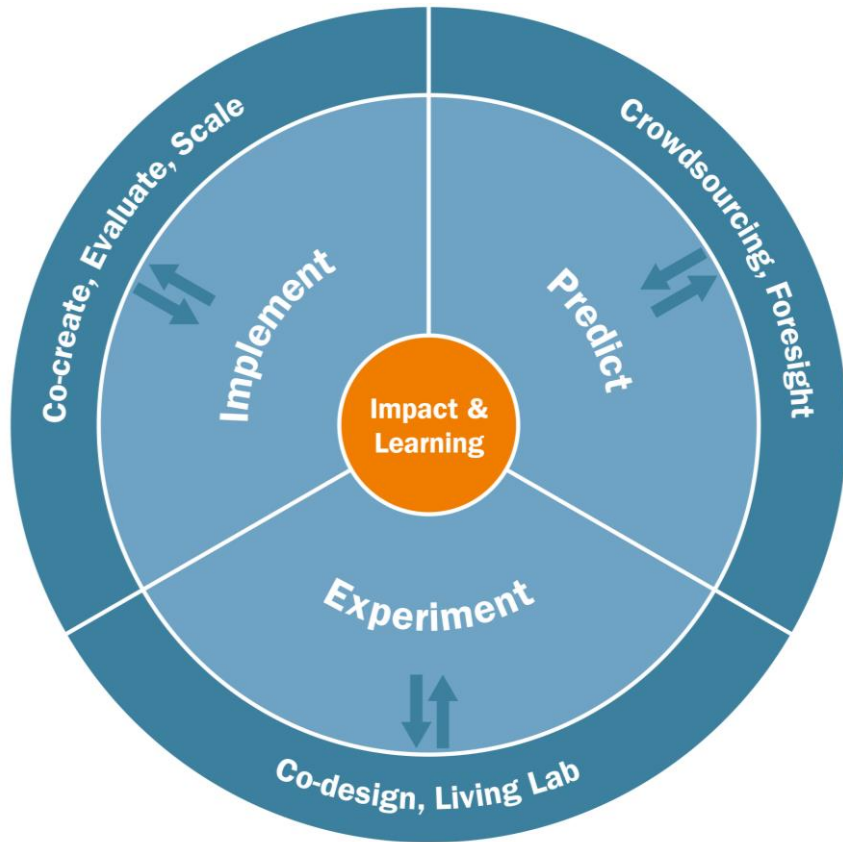 Co-create, Evaluate, Scale
Crowdsourcing, Foresight
Implement
Predict
Impact &
Learning
Experiment
Co-design, Living Lab